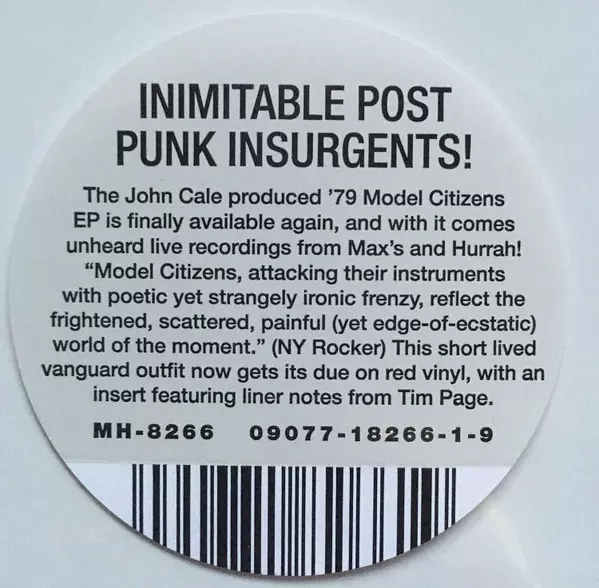 INIMITABLE POST
PUNK INSURGENTS!
The John Cale produced ’79 Model Citizens
EP is finally available again, and with it comes
unheard live recordings from Max’s and Hurrah!
“Model Citizens, attacking their instruments
with poetic yet strangely ironic frenzy, reflect the
frightened, scattered, painful (yet edge-of-ecstatic)
world of the moment.” (NY Rocker) This short lived
vanguard outfit now gets its due on red vinyl, with an
insert featuring liner notes from Tim Page.
MH-8266 09077-18266-1-9